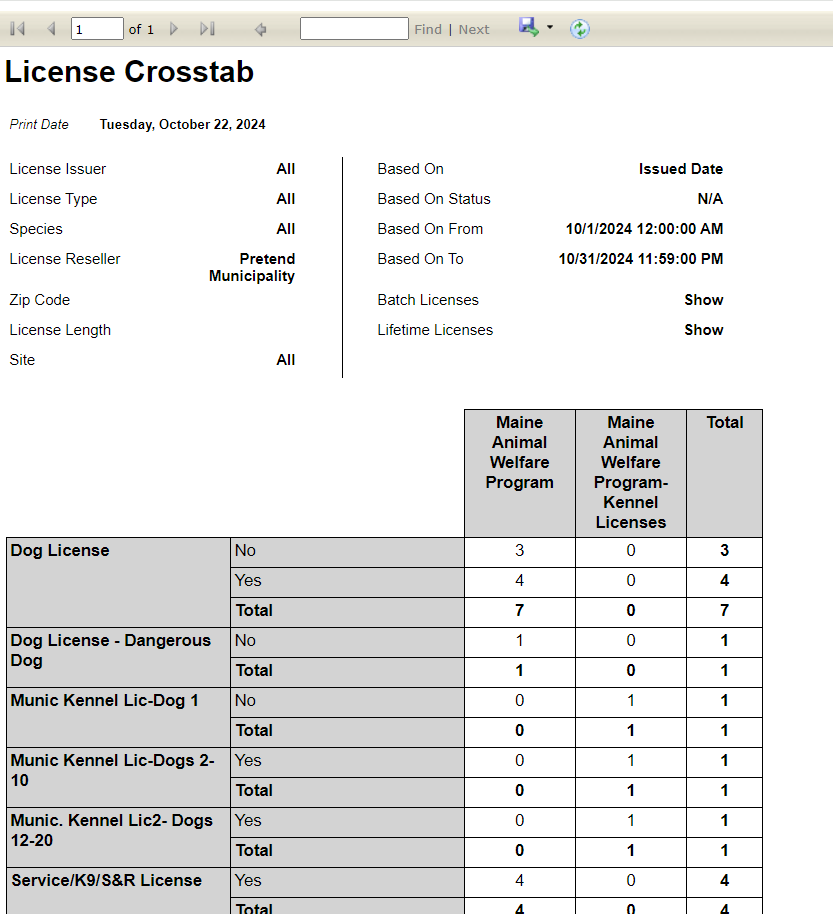 1 of 1 Find | Next
License Crosstab
Print Date Tuesday, October 22, 2024
License Issuer All Based On Issued Date
License Type All Based On Status N/A
Species All Based On From 10/1/2024 12:00:00 AM
License Reseller Pretend Based On To 10/31/2024 11:59:00 PM
Municipality
Zip Code Batch Licenses Show
License Length Lifetime Licenses Show
Site All
Maine Maine Total
Animal Animal
Welfare Welfare
Program Program-
Kennel
Licenses
Dog License No 3 0 3
Yes 4 0 4
Total 7 0 7
Dog License - Dangerous No 1 0 1
Dog Total 1 0 1
Munic Kennel Lic-Dog 1 No 0 1 1
Total 0 1 1
Munic Kennel Lic-Dogs 2- Yes 0 1 1
10 Total 0 1 1
Munic. Kennel Lic2- Dogs Yes 0 1 1
12-20 Total 0 1 1
Service/K9/S&R License Yes 4 0 4
Total 4 0 4